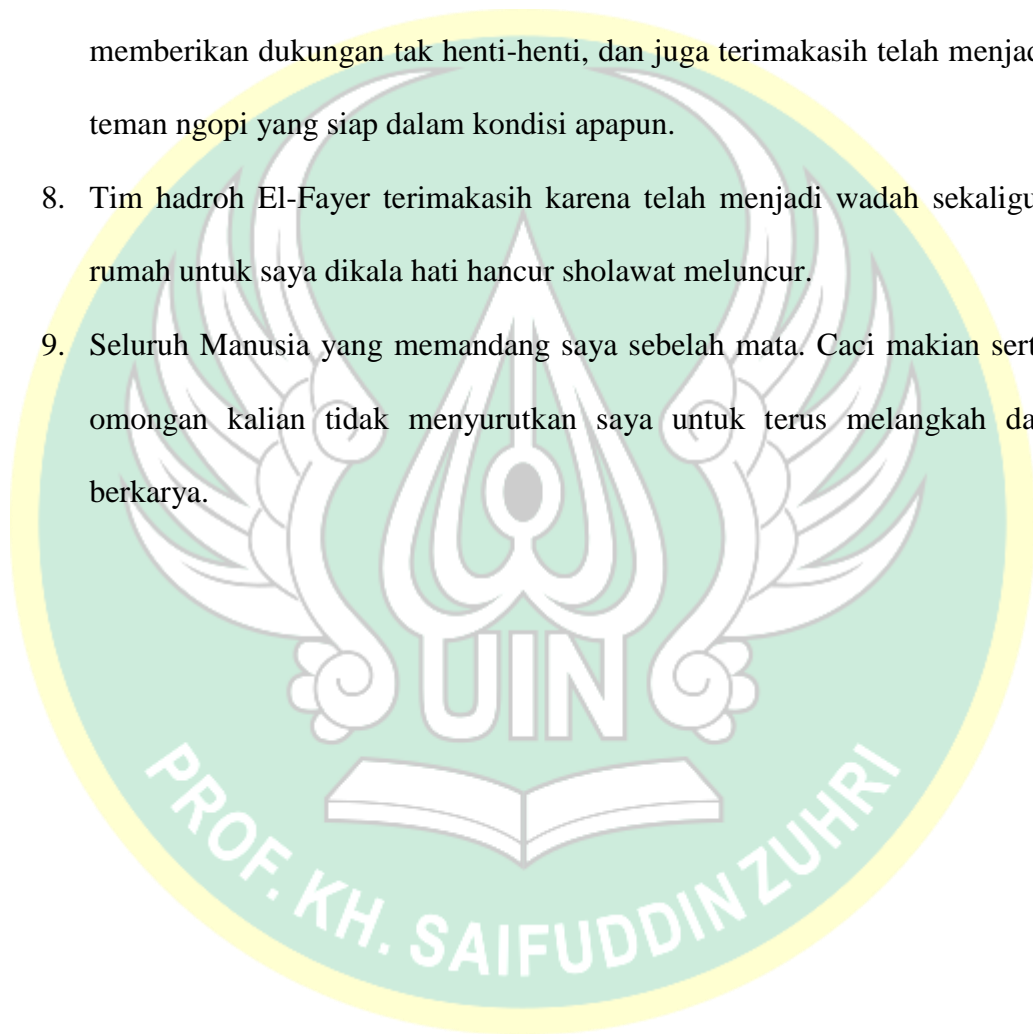 memberikan dukungan tak henti-henti, dan juga terimakasih telah menjad
teman ngopi yang siap dalam kondisi apapun.
8. Tim hadroh El-Fayer terimakasih karena telah menjadi wadah sekaligu
rumah untuk saya dikala hati hancur sholawat meluncur.
9. Seluruh Manusia yang memandang saya sebelah mata. Caci makian sert
omongan kalian tidak menyurutkan saya untuk terus melangkah da
berkarya.
UIN
PROF. KH. SAIFUDDIN ZUHRI